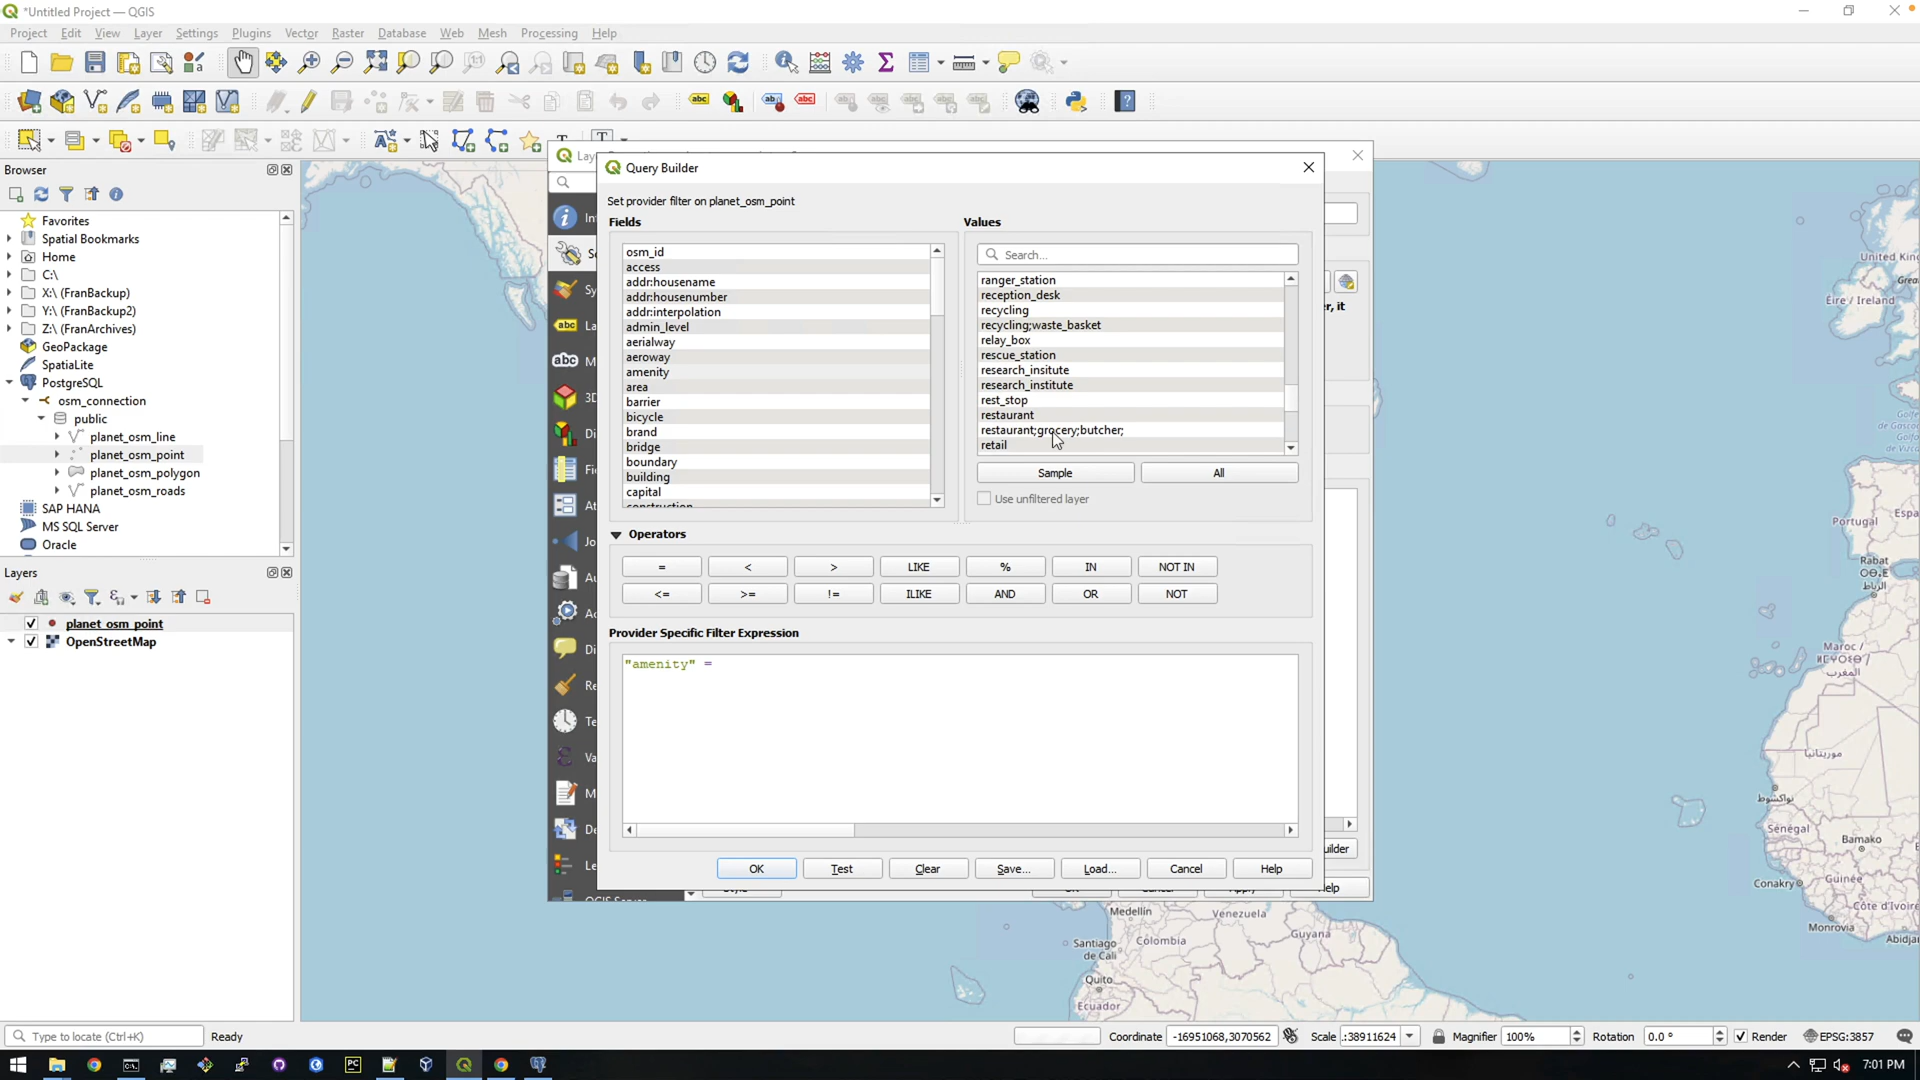 *Untitled Project — QGIS
Project Edit View Layer Settings Plugins Vector Raster Database Web Mesh Processing Help
Browser
Favorites
Spatial Bookmarks
Home
C:\
X:\ (FranBackup)
Y:\ (FranBackup2)
Z:\ (FranArchives)
GeoPackage
SpatiaLite
PostgreSQL
osm_connection
public
planet_osm_line
planet_osm_point
planet_osm_polygon
planet_osm_roads
SAP HANA
MS SQL Server
Oracle
Layers
planet_osm_point
OpenStreetMap
Query Builder
Set provider filter on planet_osm_point
Fields
osm_id
access
addr:housename
addr:housenumber
addr:interpolation
admin_level
aerialway
aeroway
amenity
area
barrier
bicycle
brand
bridge
boundary
building
capital
construction
Values
Search...
ranger_station
reception_desk
recycling
recycling;waste_basket
relay_box
rescue_station
research_insitute
research_institute
rest_stop
restaurant
restaurant;grocery;butcher;
retail
Sample All
Use unfiltered layer
Operators
= < > LIKE % IN NOT IN
<= >= != ILIKE AND OR NOT
Provider Specific Filter Expression
"amenity" =
OK Test Clear Save... Load... Cancel Help
United Kingdom
Éire / Ireland
Portugal
España
Rabat
Maroc /
موريتانيا
نواكشوط
Sénégal
Bamako
Guinée
Conakry
Côte d'Ivoire
Monrovia
Abidjan
Medellín
Venezuela
Guyana
Santiago de Cali
Colombia
Quito
Ecuador
Type to locate (Ctrl+K) Ready Coordinate -16951068,3070562 Scale :38911624 Magnifier 100% Rotation 0.0 ° Render EPSG:3857
7:01 PM